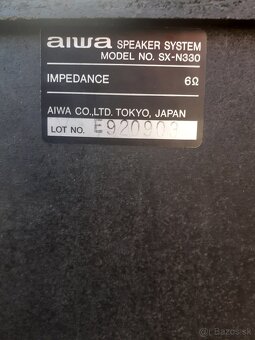 aiwa SPEAKER SYSTEM
MODEL NO. SX-N330
IMPEDANCE 6Ω
AIWA CO., LTD. TOKYO, JAPAN
LOT NO. E920903
Bazos.sk